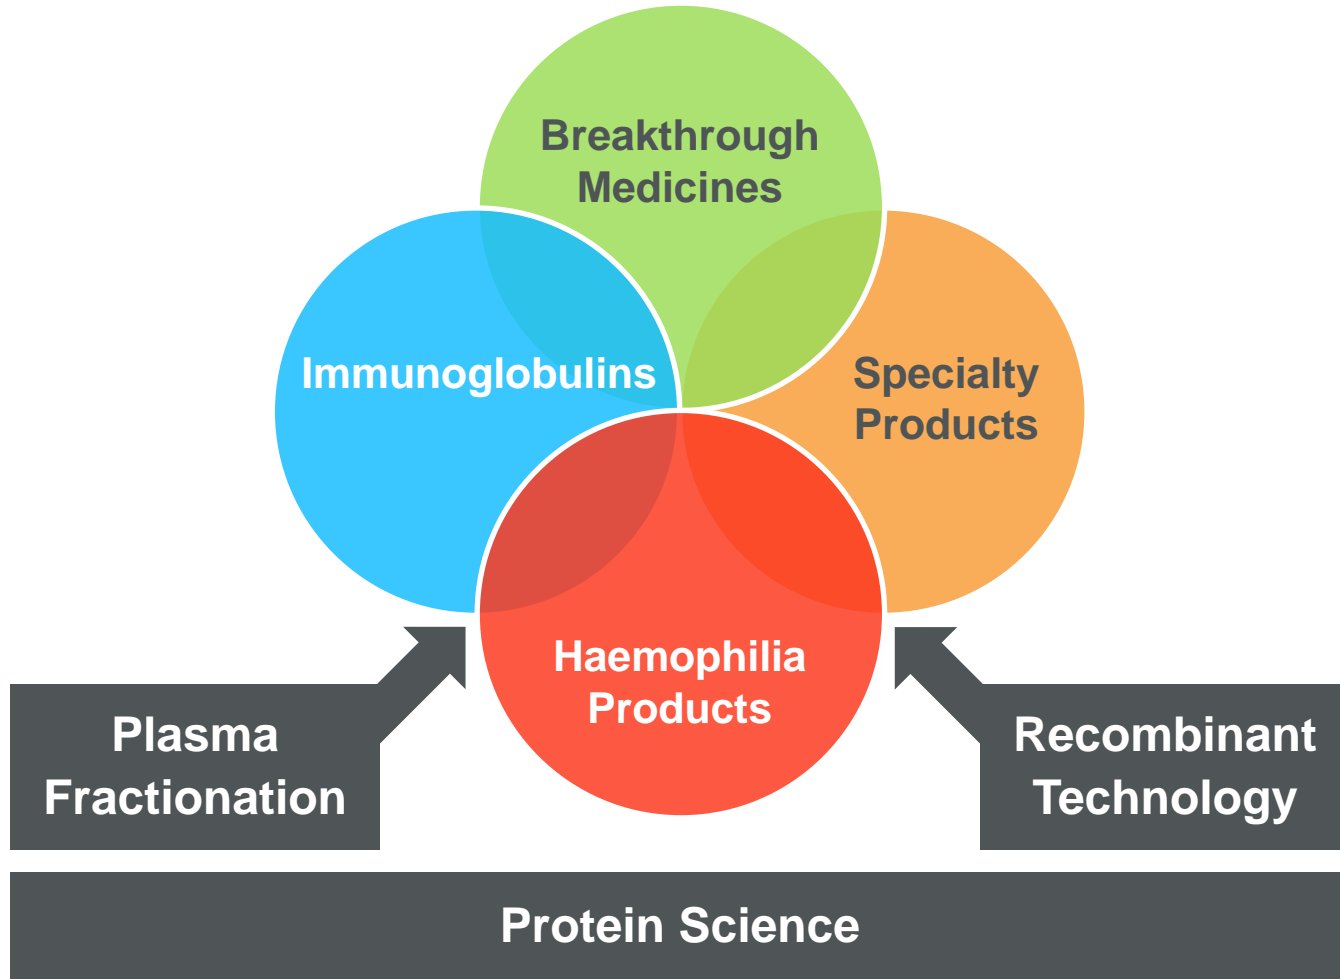 Breakthrough
Medicines
Immunoglobulins
Specialty
Products
Haemophilia
Products
Plasma
Fractionation
Recombinant
Technology
Protein Science